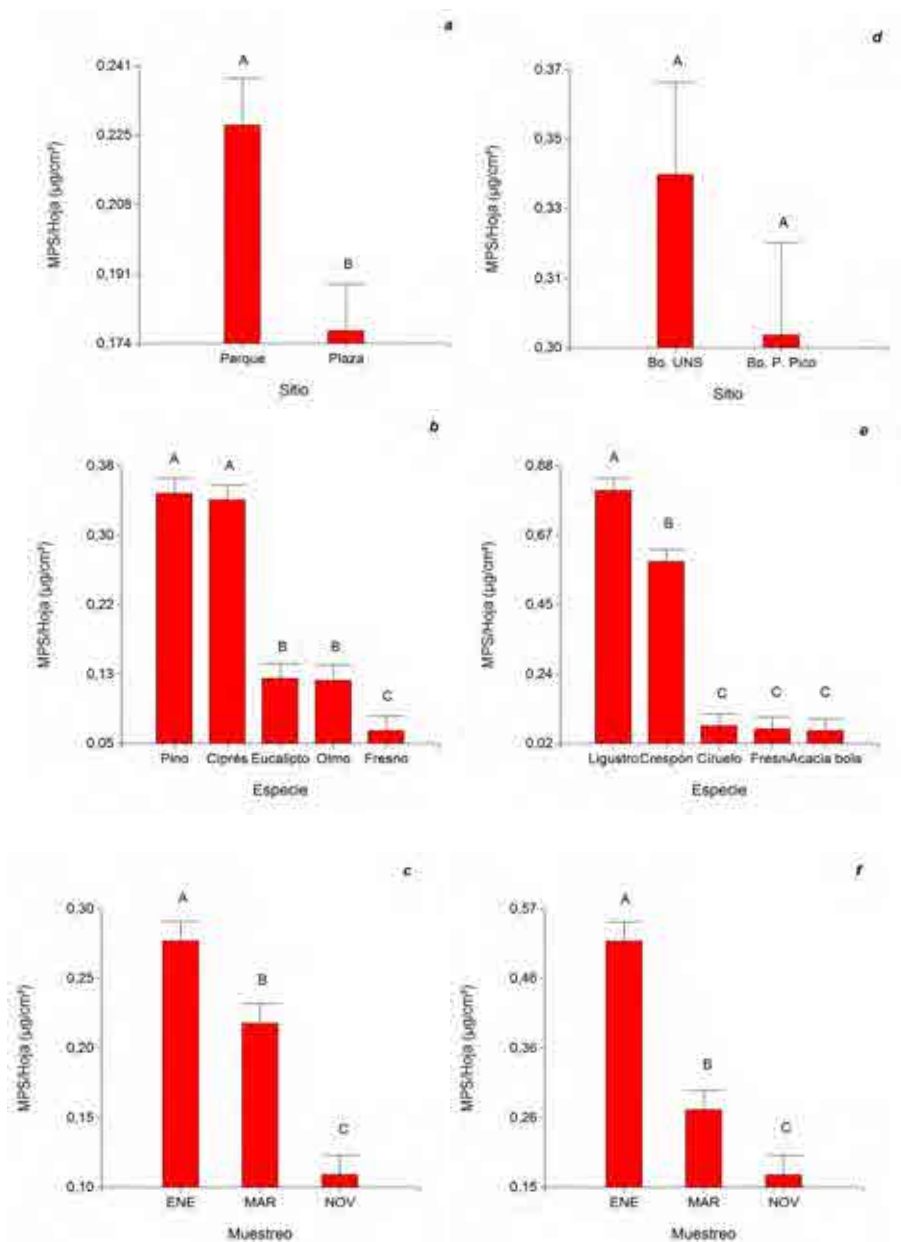 a
A
0,241
0,225
0,208
0,191
0,174
B
MPS/Hoja (µg/cm²)
Parque Plaza
Sitio
d
A
0,37
0,35
0,33
0,31
0,30
A
MPS/Hoja (µg/cm²)
Bo. UNS Bo. P. Pico
Sitio
b
A A B B C
0,38
0,30
0,22
0,13
0,05
MPS/Hoja (µg/cm²)
Pino Ciprés Eucalipto Olmo Fresno
Especie
e
A B C C C
0,88
0,67
0,45
0,24
0,02
MPS/Hoja (µg/cm²)
Ligustro Crespón Ciruelo Fresn Acacia bola
Especie
c
A B C
0,30
0,25
0,20
0,15
0,10
MPS/Hoja (µg/cm²)
ENE MAR NOV
Muestreo
f
A B C
0,57
0,46
0,36
0,26
0,15
MPS/Hoja (µg/cm²)
ENE MAR NOV
Muestreo